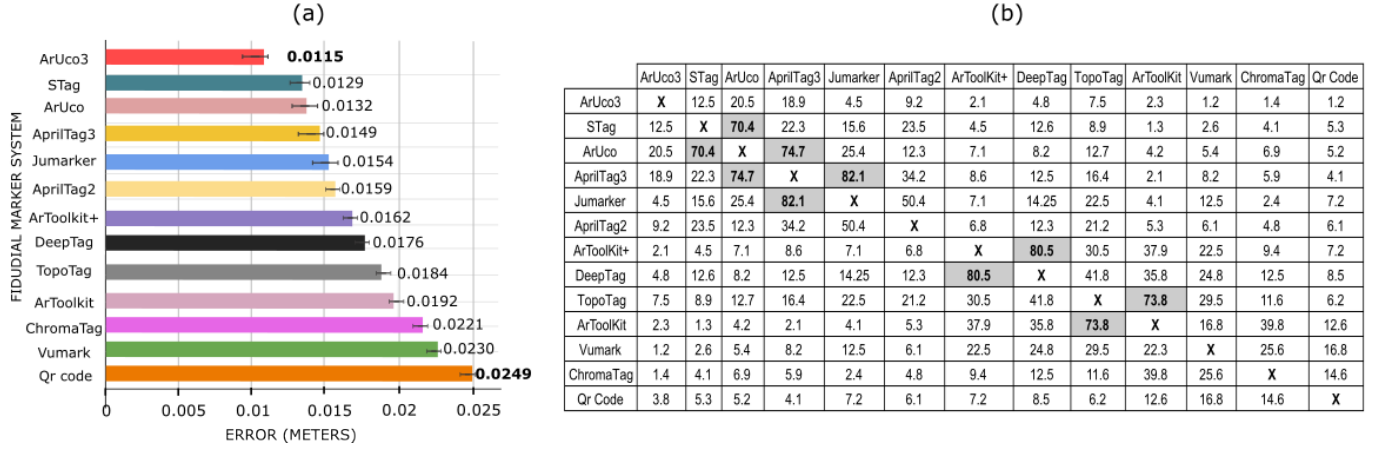 (a)
FIDUDIAL MARKER SYSTEM
ArUco3 0.0115
STag 0.0129
ArUco 0.0132
AprilTag3 0.0149
Jumarker 0.0154
AprilTag2 0.0159
ArToolkit+ 0.0162
DeepTag 0.0176
TopoTag 0.0184
ArToolkit 0.0192
ChromaTag 0.0221
Vumark 0.0230
Qr code 0.0249
0 0.005 0.01 0.015 0.02 0.025
ERROR (METERS)
(b)
ArUco3 STag ArUco AprilTag3 Jumarker AprilTag2 ArToolKit+ DeepTag TopoTag ArToolKit Vumark ChromaTag Qr Code
ArUco3 X 12.5 20.5 18.9 4.5 9.2 2.1 4.8 7.5 2.3 1.2 1.4 1.2
STag 12.5 X 70.4 22.3 15.6 23.5 4.5 12.6 8.9 1.3 2.6 4.1 5.3
ArUco 20.5 70.4 X 74.7 25.4 12.3 7.1 8.2 12.7 4.2 5.4 6.9 5.2
AprilTag3 18.9 22.3 74.7 X 82.1 34.2 8.6 12.5 16.4 2.1 8.2 5.9 4.1
Jumarker 4.5 15.6 25.4 82.1 X 50.4 7.1 14.25 22.5 4.1 12.5 2.4 7.2
AprilTag2 9.2 23.5 12.3 34.2 50.4 X 6.8 12.3 21.2 5.3 6.1 4.8 6.1
ArToolKit+ 2.1 4.5 7.1 8.6 7.1 6.8 X 80.5 30.5 37.9 22.5 9.4 7.2
DeepTag 4.8 12.6 8.2 12.5 14.25 12.3 80.5 X 41.8 35.8 24.8 12.5 8.5
TopoTag 7.5 8.9 12.7 16.4 22.5 21.2 30.5 41.8 X 73.8 29.5 11.6 6.2
ArToolKit 2.3 1.3 4.2 2.1 4.1 5.3 37.9 35.8 73.8 X 16.8 39.8 12.6
Vumark 1.2 2.6 5.4 8.2 12.5 6.1 22.5 24.8 29.5 22.3 X 25.6 16.8
ChromaTag 1.4 4.1 6.9 5.9 2.4 4.8 9.4 12.5 11.6 39.8 25.6 X 14.6
Qr Code 3.8 5.3 5.2 4.1 7.2 6.1 7.2 8.5 6.2 12.6 16.8 14.6 X